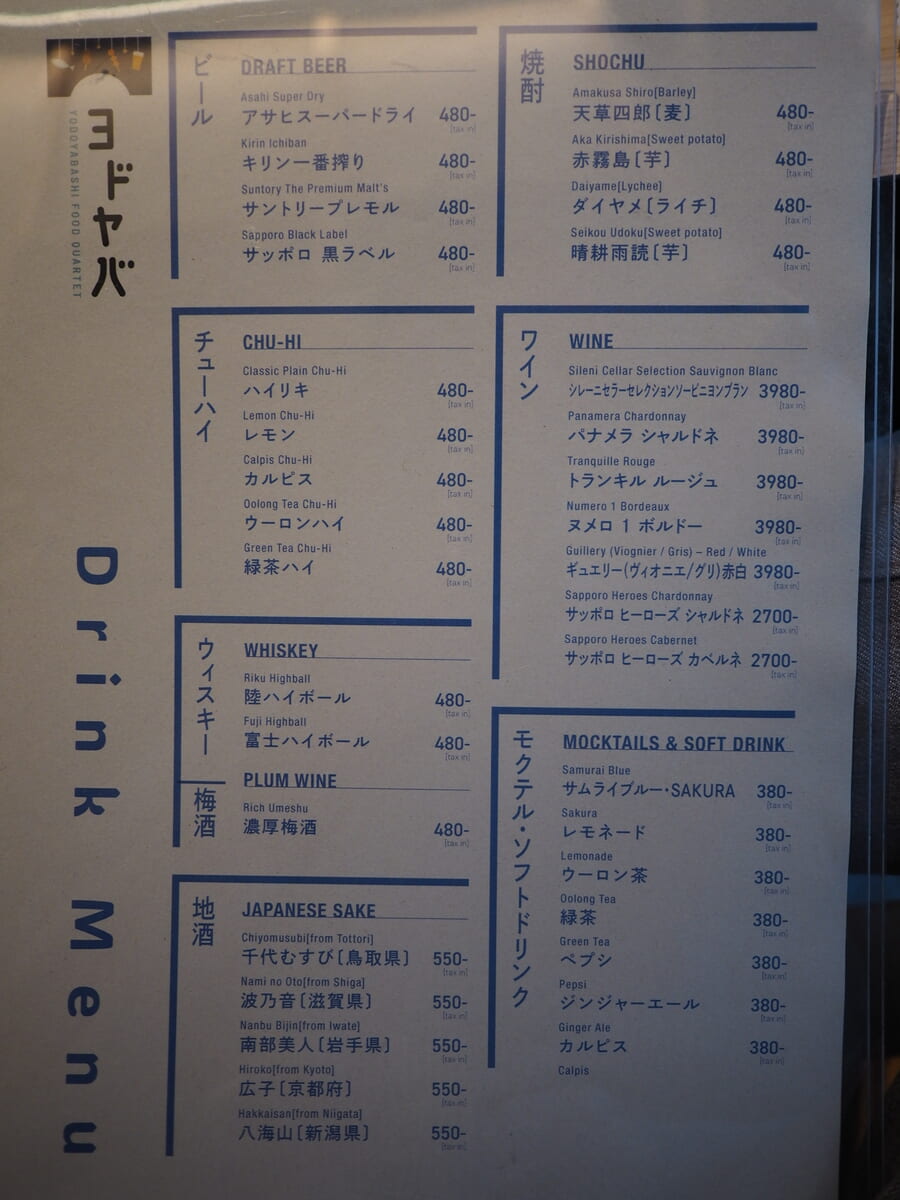 ヨドヤバ
YODOYABASHI FOOD QUARTET
Drink Menu
ビール
DRAFT BEER
Asahi Super Dry
アサヒスーパードライ 480-
[tax in]
Kirin Ichiban
キリン一番搾り 480-
[tax in]
Suntory The Premium Malt's
サントリープレモル 480-
[tax in]
Sapporo Black Label
サッポロ 黒ラベル 480-
[tax in]
チューハイ
CHU-HI
Classic Plain Chu-Hi
ハイリキ 480-
[tax in]
Lemon Chu-Hi
レモン 480-
[tax in]
Calpis Chu-Hi
カルピス 480-
[tax in]
Oolong Tea Chu-Hi
ウーロンハイ 480-
[tax in]
Green Tea Chu-Hi
緑茶ハイ 480-
[tax in]
ウィスキー
WHISKEY
Riku Highball
陸ハイボール 480-
[tax in]
Fuji Highball
富士ハイボール 480-
[tax in]
梅酒
PLUM WINE
Rich Umeshu
濃厚梅酒 480-
[tax in]
地酒
JAPANESE SAKE
Chiyomusubi[from Tottori]
千代むすび〔鳥取県〕 550-
[tax in]
Nami no Oto[from Shiga]
波乃音〔滋賀県〕 550-
[tax in]
Nanbu Bijin[from Iwate]
南部美人〔岩手県〕 550-
[tax in]
Hiroko[from Kyoto]
広子〔京都府〕 550-
[tax in]
Hakkaisan[from Niigata]
八海山〔新潟県〕 550-
[tax in]
焼酎
SHOCHU
Amakusa Shiro[Barley]
天草四郎〔麦〕 480-
[tax in]
Aka Kirishima[Sweet potato]
赤霧島〔芋〕 480-
[tax in]
Daiyame[Lychee]
ダイヤメ〔ライチ〕 480-
[tax in]
Seikou Udoku[Sweet potato]
晴耕雨読〔芋〕 480-
[tax in]
ワイン
WINE
Sileni Cellar Selection Sauvignon Blanc
シレーニセラーセレクションソービニヨンブラン 3980-
[tax in]
Panamera Chardonnay
パナメラ シャルドネ 3980-
[tax in]
Tranquille Rouge
トランキル ルージュ 3980-
[tax in]
Numero 1 Bordeaux
ヌメロ 1 ボルドー 3980-
[tax in]
Guillery (Viognier / Gris) – Red / White
ギュエリー(ヴィオニエ/グリ)赤白 3980-
[tax in]
Sapporo Heroes Chardonnay
サッポロ ヒーローズ シャルドネ 2700-
[tax in]
Sapporo Heroes Cabernet
サッポロ ヒーローズ カベルネ 2700-
[tax in]
モクテル・ソフトドリンク
MOCKTAILS & SOFT DRINK
Samurai Blue
サムライブルー・SAKURA 380-
[tax in]
Sakura
レモネード 380-
[tax in]
Lemonade
ウーロン茶 380-
[tax in]
Oolong Tea
緑茶 380-
[tax in]
Green Tea
ペプシ 380-
[tax in]
Pepsi
ジンジャーエール 380-
[tax in]
Ginger Ale
カルピス 380-
[tax in]
Calpis